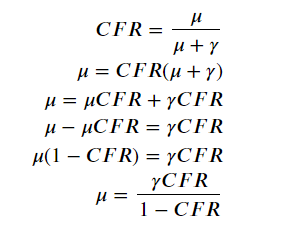 CFR = μ / (μ + γ)
μ = CFR(μ + γ)
μ = μCFR + γCFR
μ − μCFR = γCFR
μ(1 − CFR) = γCFR
μ = γCFR / (1 − CFR)